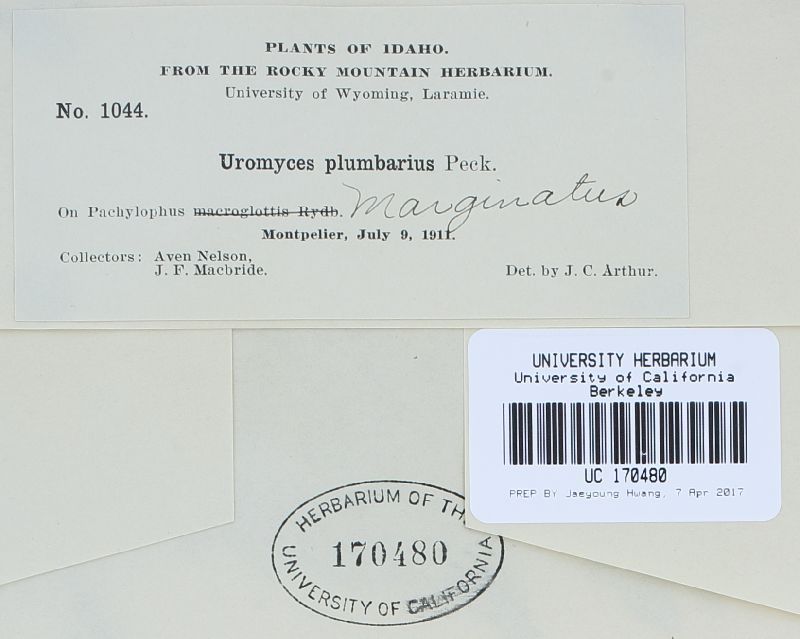 PLANTS OF IDAHO.
FROM THE ROCKY MOUNTAIN HERBARIUM.
University of Wyoming, Laramie.
No. 1044.
Uromyces plumbarius Peck.
On Pachylophus macroglottis Rydb. Marginatus
Montpelier, July 9, 1911.
Collectors: Aven Nelson,
J. F. Macbride.
Det. by J. C. Arthur.
UNIVERSITY HERBARIUM
University of California
Berkeley
UC 170480
PREP BY Jaeyoung Hwang, 7 Apr 2017
HERBARIUM OF TH
170480
UNIVERSITY OF CALIFORNIA